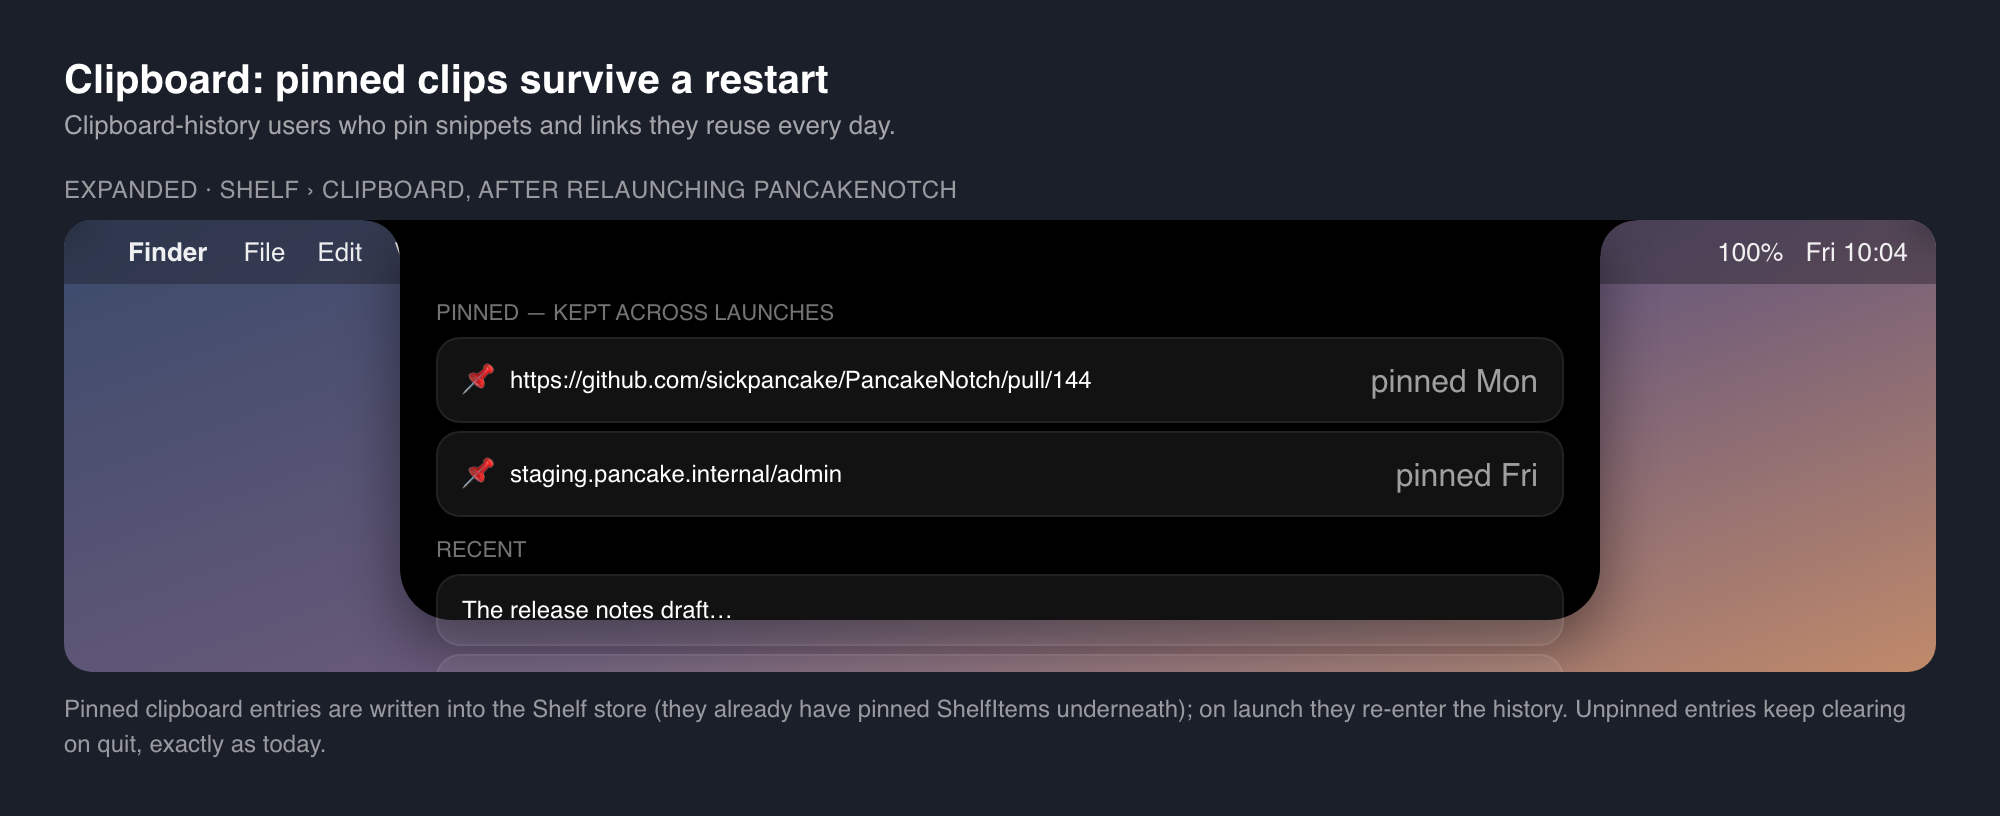 Clipboard: pinned clips survive a restart
Clipboard-history users who pin snippets and links they reuse every day.
EXPANDED · SHELF › CLIPBOARD, AFTER RELAUNCHING PANCAKENOTCH
Finder File Edit 100% Fri 10:04
PINNED — KEPT ACROSS LAUNCHES
https://github.com/sickpancake/PancakeNotch/pull/144 pinned Mon
staging.pancake.internal/admin pinned Fri
RECENT
The release notes draft…
Pinned clipboard entries are written into the Shelf store (they already have pinned ShelfItems underneath); on launch they re-enter the history. Unpinned entries keep clearing
on quit, exactly as today.